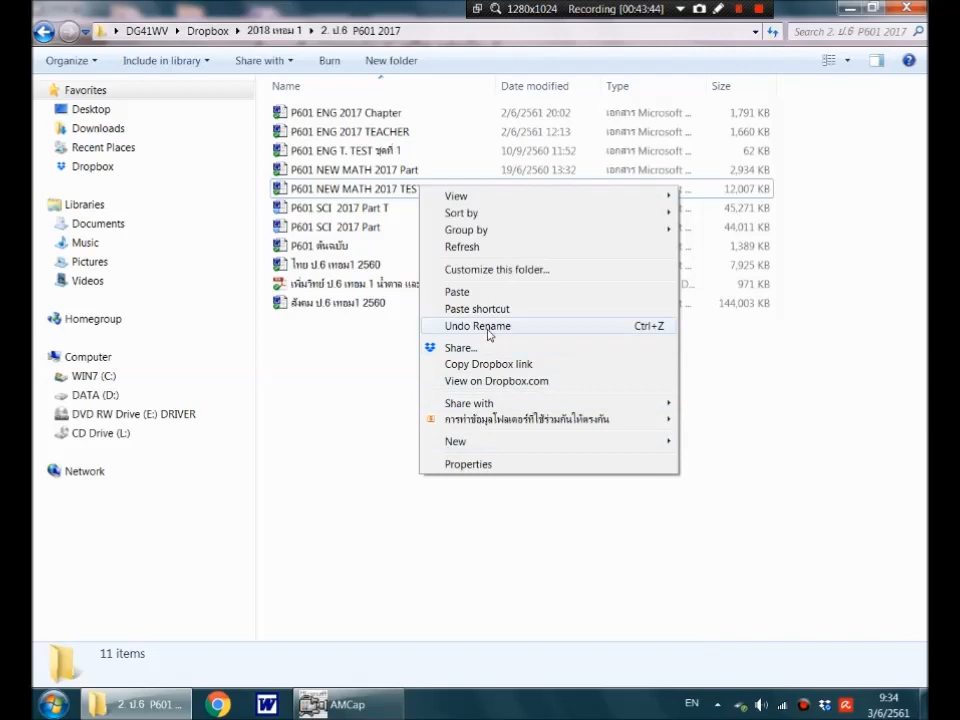 1280x1024 Recording [00:43:44]
DG41WV Dropbox 2018 เทอม 1 2. ป.6 P601 2017 Search 2. ป.6 P601 2017
Organize Include in library Share with Burn New folder
Favorites
Desktop
Downloads
Recent Places
Dropbox
Libraries
Documents
Music
Pictures
Videos
Homegroup
Computer
WIN7 (C:)
DATA (D:)
DVD RW Drive (E:) DRIVER
CD Drive (L:)
Network
Name Date modified Type Size
P601 ENG 2017 Chapter 2/6/2561 20:02 เอกสาร Microsoft ... 1,791 KB
P601 ENG 2017 TEACHER 2/6/2561 12:13 เอกสาร Microsoft ... 1,660 KB
P601 ENG T. TEST ชุดที่ 1 10/9/2560 11:52 เอกสาร Microsoft ... 62 KB
P601 NEW MATH 2017 Part 19/6/2560 13:32 เอกสาร Microsoft ... 2,934 KB
P601 NEW MATH 2017 TES ... 12,007 KB
P601 SCI 2017 Part T ... 45,271 KB
P601 SCI 2017 Part ... 44,011 KB
P601 ต้นฉบับ ... 1,389 KB
ไทย ป.6 เทอม1 2560 ... 7,925 KB
เพิ่มวิทย์ ป.6 เทอม 1 น้ำตาล และ D... 971 KB
สังคม ป.6 เทอม1 2560 ... 144,003 KB
View
Sort by
Group by
Refresh
Customize this folder...
Paste
Paste shortcut
Undo Rename Ctrl+Z
Share...
Copy Dropbox link
View on Dropbox.com
Share with
การทำข้อมูลโฟลเดอร์ที่ใช้ร่วมกันให้ตรงกัน
New
Properties
11 items
2. ป.6 P601 ... W AMCap EN 9:34
3/6/2561